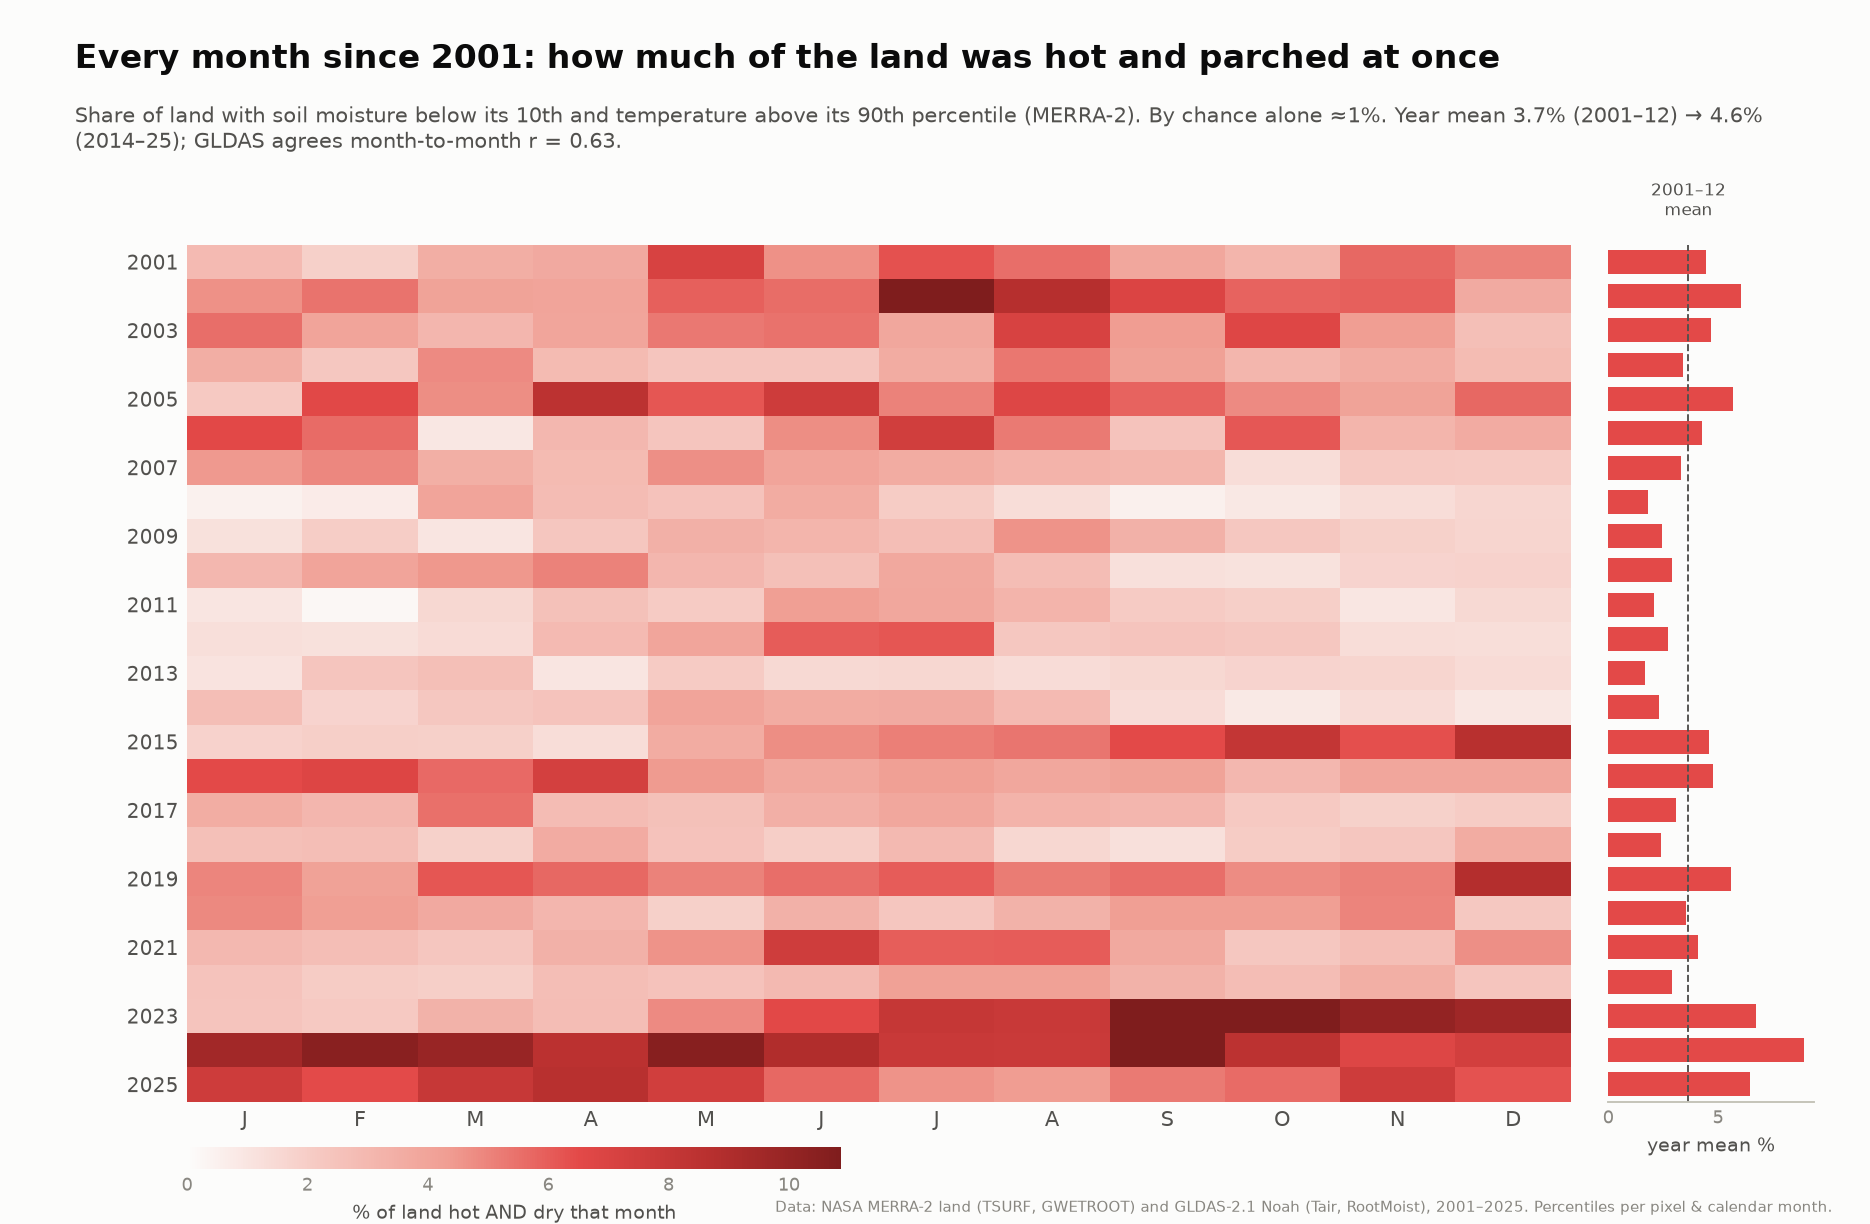 Every month since 2001: how much of the land was hot and parched at once
Share of land with soil moisture below its 10th and temperature above its 90th percentile (MERRA-2). By chance alone ≈1%. Year mean 3.7% (2001–12) → 4.6%
(2014–25); GLDAS agrees month-to-month r = 0.63.
2001–12
mean
2001
2003
2005
2007
2009
2011
2013
2015
2017
2019
2021
2023
2025
J F M A M J J A S O N D
0 5
year mean %
0 2 4 6 8 10
% of land hot AND dry that month
Data: NASA MERRA-2 land (TSURF, GWETROOT) and GLDAS-2.1 Noah (Tair, RootMoist), 2001–2025. Percentiles per pixel & calendar month.